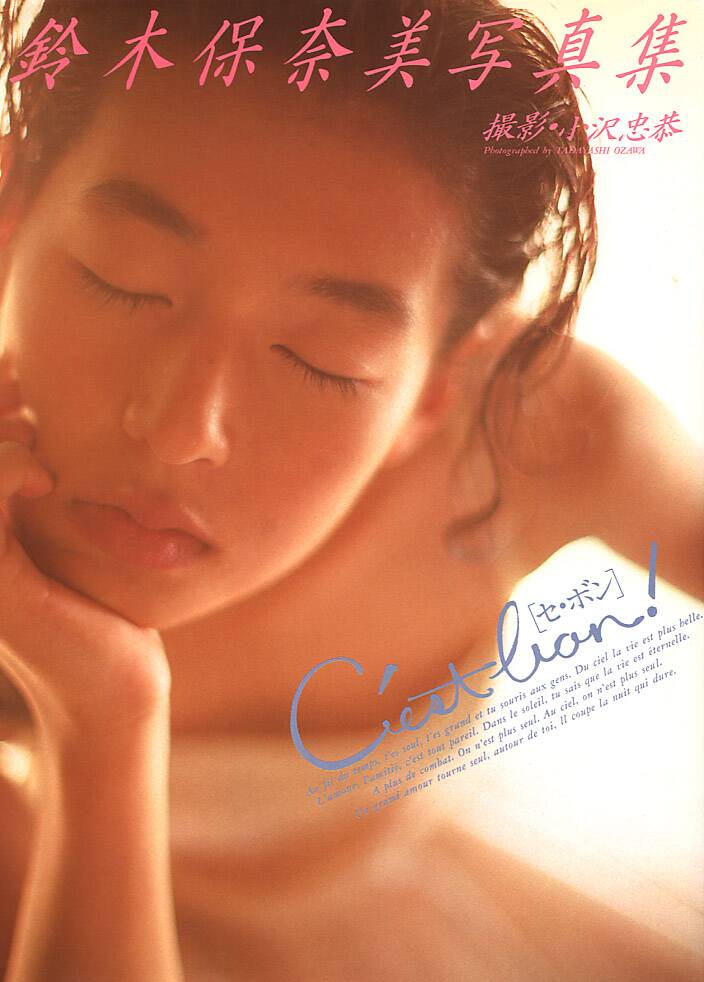 鈴木保奈美写真集
撮影・小沢忠恭
Photographed by TADAYASHI OZAWA
[セ・ボン]
C'est bon!
Au fil du temps, t'es seul, t'es grand et tu souris aux gens. Du ciel la vie est plus belle.
L'amour, l'amitié, c'est tout pareil. Dans le soleil, tu sais que la vie est éternelle.
A plus de combat. On n'est plus seul. Au ciel, on n'est plus seul.
Un grand amour tourne seul, autour de toi, Il coupe la nuit qui dure.